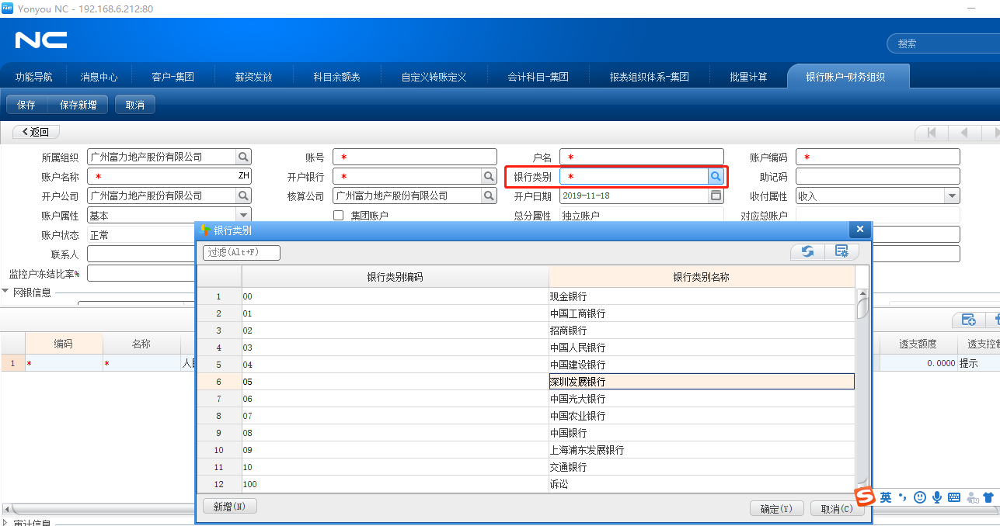 Yonyou NC - 192.168.6.212:80
NC
搜索
功能导航 消息中心 客户-集团 薪资发放 科目余额表 自定义转账定义 会计科目-集团 报表组织体系-集团 批量计算 银行账户-财务组织
保存 保存新增 取消
返回
所属组织 广州富力地产股份有限公司 账号 * 户名 * 账户编码 *
账户名称 * ZH 开户银行 * 银行类别 * 助记码
开户公司 广州富力地产股份有限公司 核算公司 广州富力地产股份有限公司 开户日期 2019-11-18 收付属性 收入
账户属性 基本 集团账户 总分属性 独立账户 对应总账户
账户状态 正常
联系人
监控户冻结比率%
网银信息
银行类别
过滤(Alt+F)
银行类别编码 银行类别名称
1 00 现金银行
2 01 中国工商银行
3 02 招商银行
4 03 中国人民银行
5 04 中国建设银行
6 05 深圳发展银行
7 06 中国光大银行
8 07 中国农业银行
9 08 中国银行
10 09 上海浦东发展银行
11 10 交通银行
12 100 诉讼
新增(N) 确定(Y) 取消(C)
编码 名称 透支额度 透支控制
1 * * 人民 0.0000 提示
S 英
审计信息